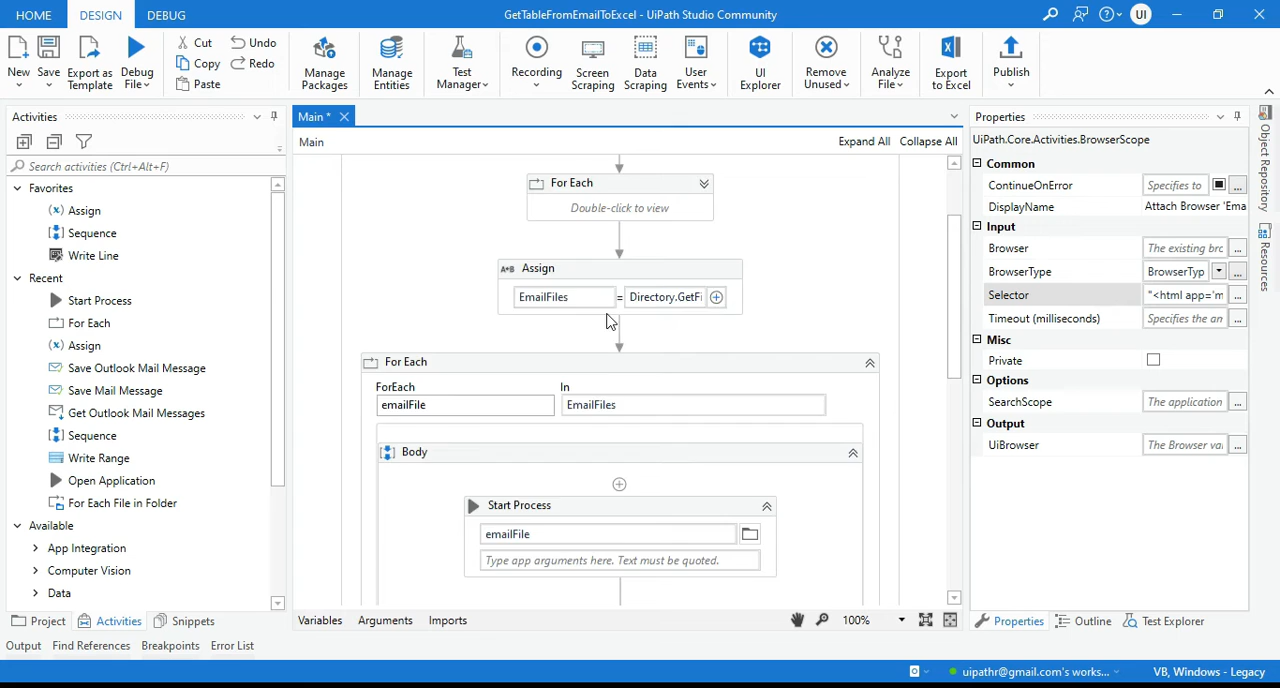 HOME DESIGN DEBUG
GetTableFromEmailToExcel - UiPath Studio Community
UI
New
Save
Export as Template
Debug File
Cut
Copy
Paste
Undo
Redo
Manage Packages
Manage Entities
Test Manager
Recording
Screen Scraping
Data Scraping
User Events
UI Explorer
Remove Unused
Analyze File
Export to Excel
Publish
Activities
Search activities (Ctrl+Alt+F)
Favorites
Assign
Sequence
Write Line
Recent
Start Process
For Each
Assign
Save Outlook Mail Message
Save Mail Message
Get Outlook Mail Messages
Sequence
Write Range
Open Application
For Each File in Folder
Available
App Integration
Computer Vision
Data
Project Activities Snippets
Main *
Main
Expand All Collapse All
For Each
Double-click to view
A*B Assign
EmailFiles = Directory.GetFi
For Each
ForEach In
emailFile EmailFiles
Body
Start Process
emailFile
Type app arguments here. Text must be quoted.
Variables Arguments Imports
100%
Properties
UiPath.Core.Activities.BrowserScope
Common
ContinueOnError Specifies to ...
DisplayName Attach Browser 'Ema
Input
Browser The existing brc ...
BrowserType BrowserTyp ...
Selector "<html app='m ...
Timeout (milliseconds) Specifies the am ...
Misc
Private
Options
SearchScope The application ...
Output
UiBrowser The Browser vai ...
Properties Outline Test Explorer
Object Repository
Resources
Output Find References Breakpoints Error List
uipathr@gmail.com's works...
VB, Windows - Legacy